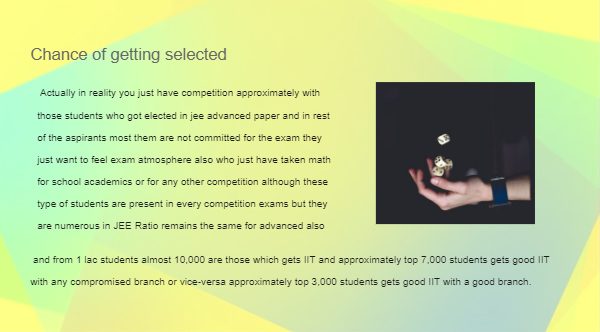 Chance of getting selected
Actually in reality you just have competition approximately with
those students who got elected in jee advanced paper and in rest
of the aspirants most them are not committed for the exam they
just want to feel exam atmosphere also who just have taken math
for school academics or for any other competition although these
type of students are present in every competition exams but they
are numerous in JEE Ratio remains the same for advanced also
and from 1 lac students almost 10,000 are those which gets IIT and approximately top 7,000 students gets good IIT
with any compromised branch or vice-versa approximately top 3,000 students gets good IIT with a good branch.